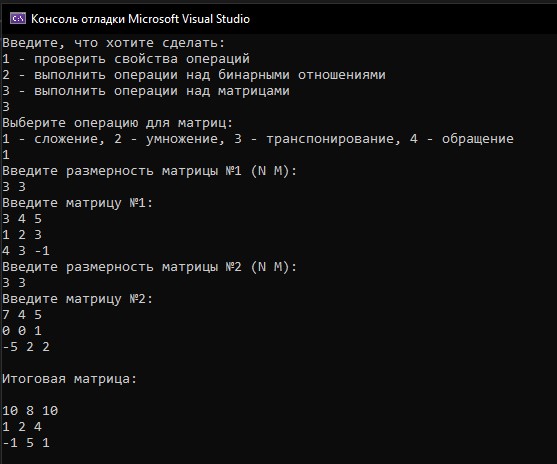 Консоль отладки Microsoft Visual Studio
Введите, что хотите сделать:
1 - проверить свойства операций
2 - выполнить операции над бинарными отношениями
3 - выполнить операции над матрицами
3
Выберите операцию для матриц:
1 - сложение, 2 - умножение, 3 - транспонирование, 4 - обращение
1
Введите размерность матрицы №1 (N M):
3 3
Введите матрицу №1:
3 4 5
1 2 3
4 3 -1
Введите размерность матрицы №2 (N M):
3 3
Введите матрицу №2:
7 4 5
0 0 1
-5 2 2
Итоговая матрица:
10 8 10
1 2 4
-1 5 1